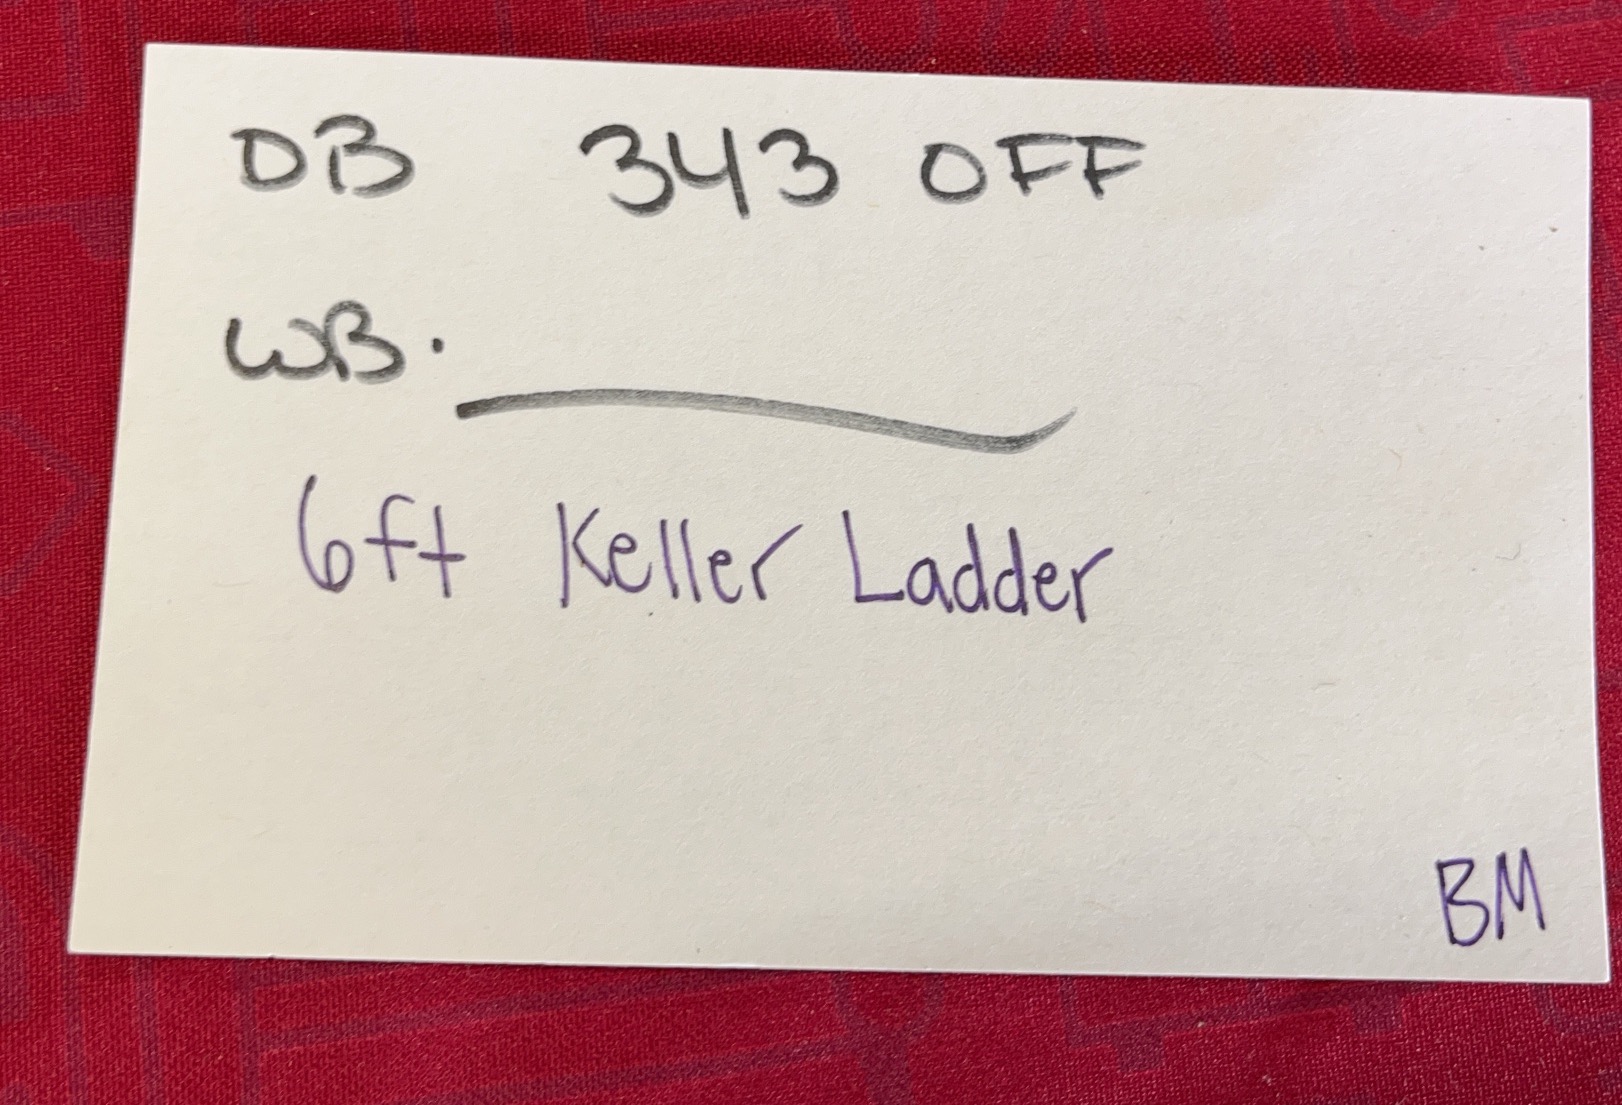 DB 343 OFF
WB.
6ft Keller Ladder
BM